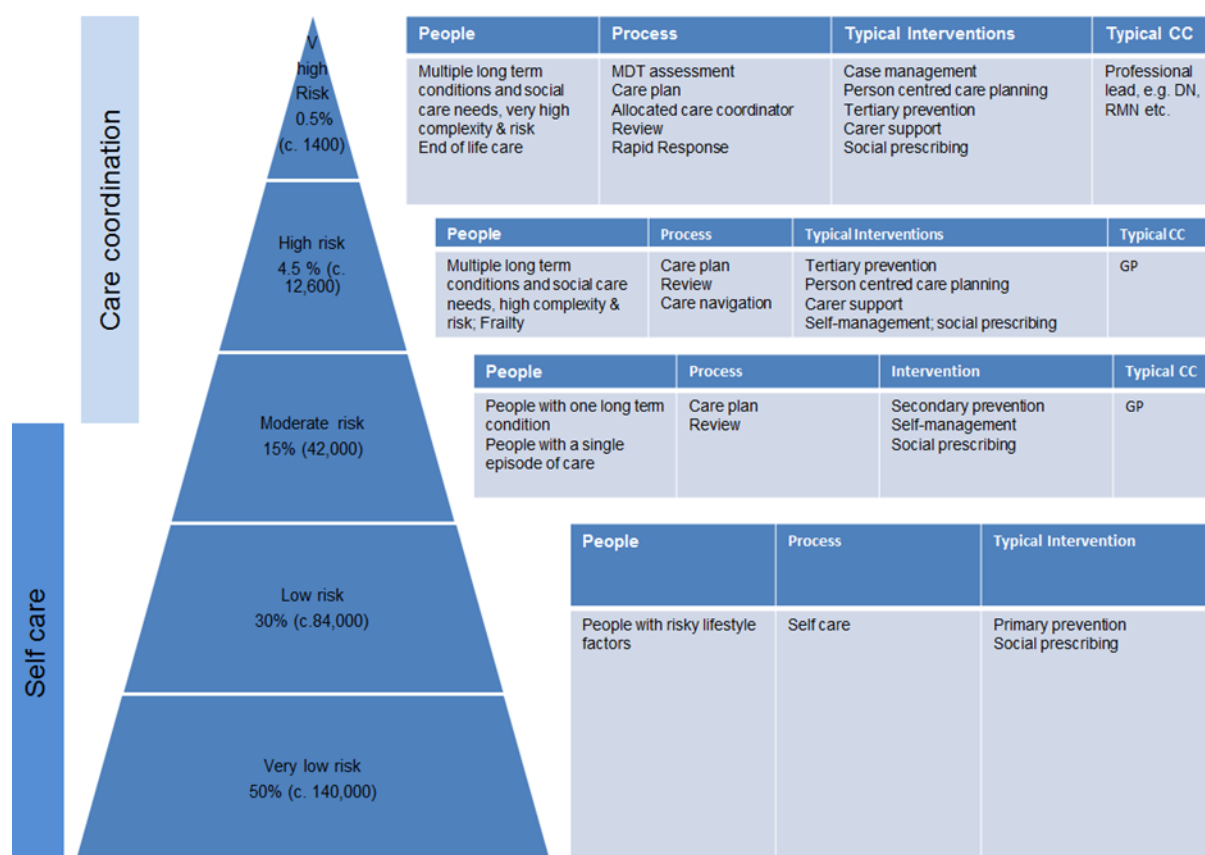 Care coordination
Self care
V
high
Risk
0.5%
(c. 1400)
High risk
4.5 % (c.
12,600)
Moderate risk
15% (42,000)
Low risk
30% (c.84,000)
Very low risk
50% (c. 140,000)
People Process Typical Interventions Typical CC
Multiple long term
conditions and social
care needs, very high
complexity & risk
End of life care
MDT assessment
Care plan
Allocated care coordinator
Review
Rapid Response
Case management
Person centred care planning
Tertiary prevention
Carer support
Social prescribing
Professional
lead, e.g. DN,
RMN etc.
People Process Typical Interventions Typical CC
Multiple long term
conditions and social care
needs, high complexity &
risk; Frailty
Care plan
Review
Care navigation
Tertiary prevention
Person centred care planning
Carer support
Self-management; social prescribing
GP
People Process Intervention Typical CC
People with one long term
condition
People with a single
episode of care
Care plan
Review
Secondary prevention
Self-management
Social prescribing
GP
People Process Typical Intervention
People with risky lifestyle
factors
Self care
Primary prevention
Social prescribing